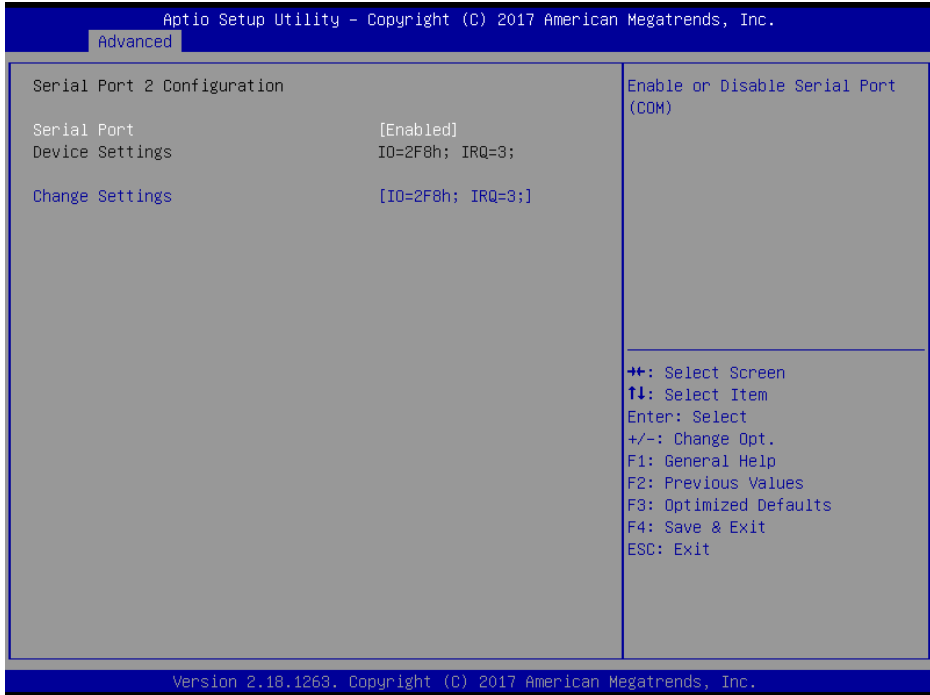 Aptio Setup Utility – Copyright (C) 2017 American Megatrends, Inc.
Advanced
Serial Port 2 Configuration
Serial Port [Enabled]
Device Settings IO=2F8h; IRQ=3;
Change Settings [IO=2F8h; IRQ=3;]
Enable or Disable Serial Port
(COM)
→←: Select Screen
↑↓: Select Item
Enter: Select
+/-: Change Opt.
F1: General Help
F2: Previous Values
F3: Optimized Defaults
F4: Save & Exit
ESC: Exit
Version 2.18.1263. Copyright (C) 2017 American Megatrends, Inc.